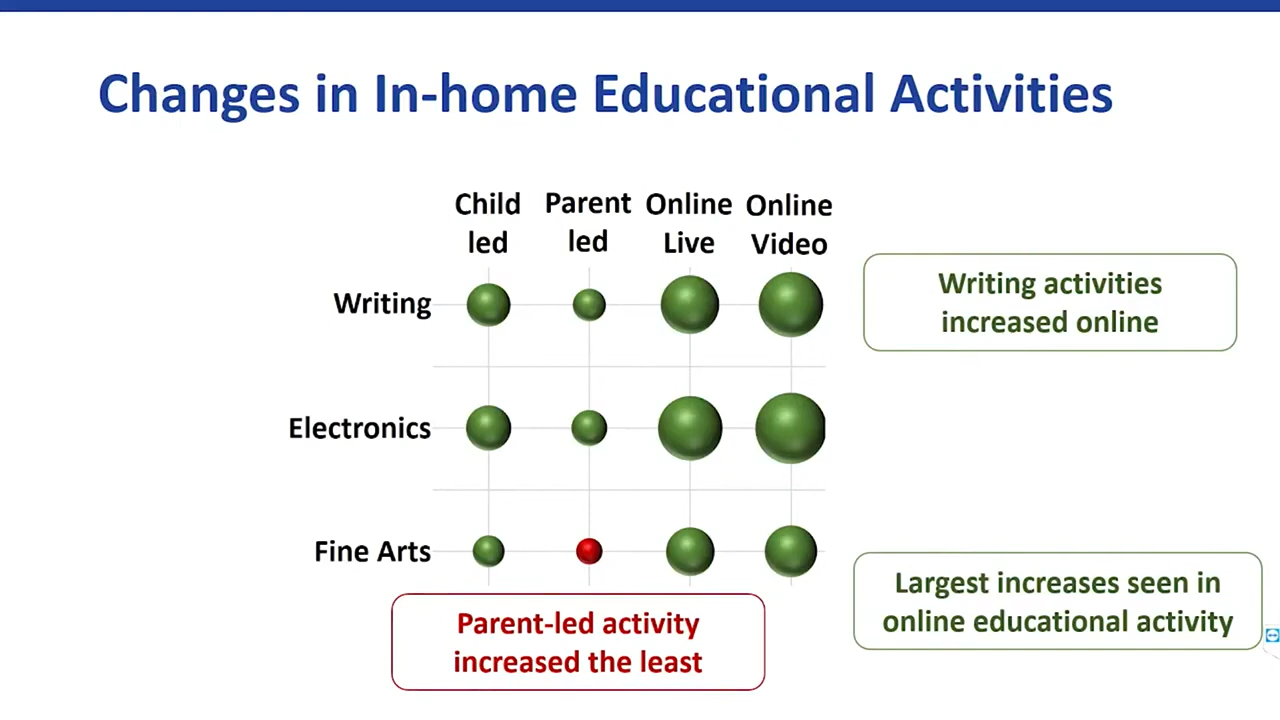 Changes in In-home Educational Activities
Child led
Parent led
Online Live
Online Video
Writing
Writing activities
increased online
Electronics
Fine Arts
Parent-led activity
increased the least
Largest increases seen in
online educational activity